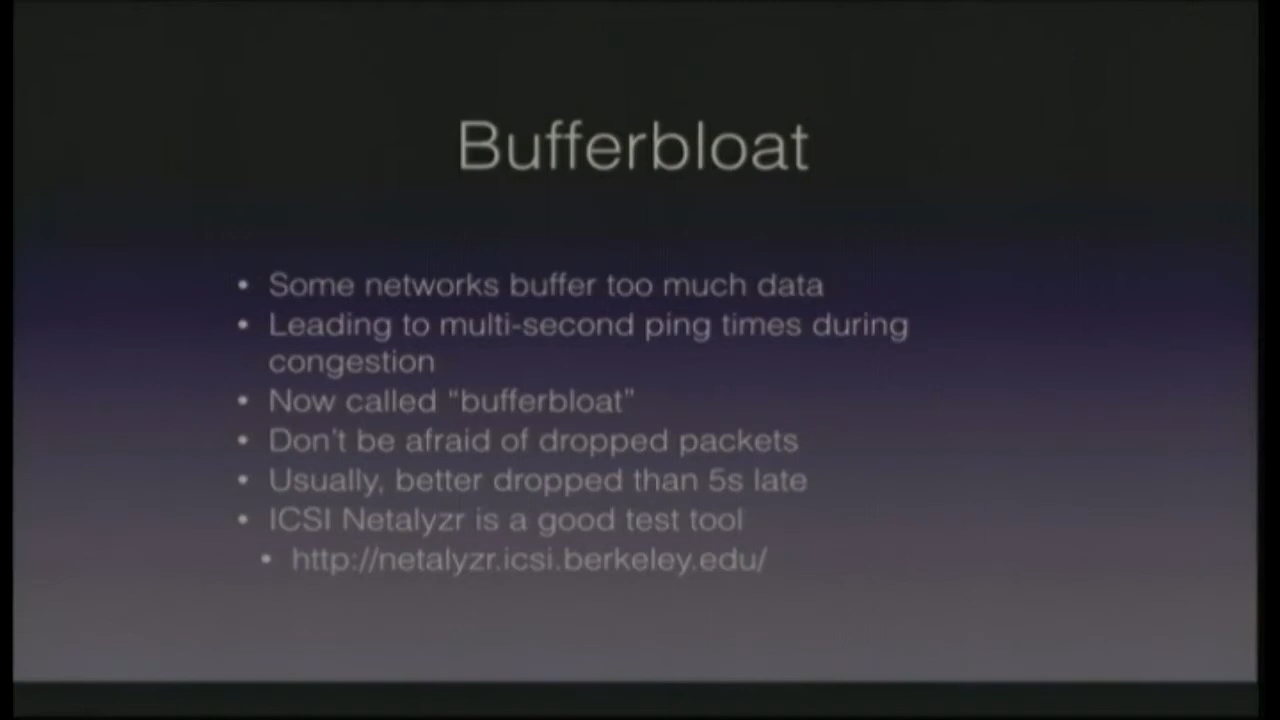 Bufferbloat
• Some networks buffer too much data
• Leading to multi-second ping times during
congestion
• Now called “bufferbloat”
• Don’t be afraid of dropped packets
• Usually, better dropped than 5s late
• ICSI Netalyzr is a good test tool
• http://netalyzr.icsi.berkeley.edu/